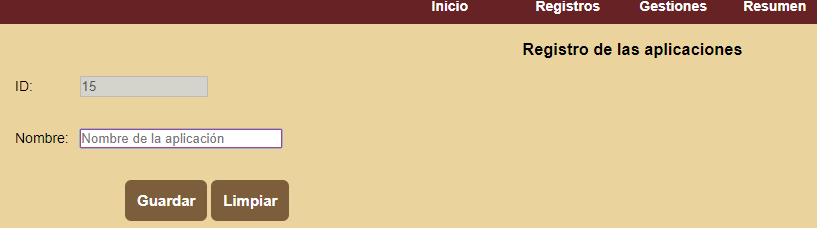 Inicio Registros Gestiones Resumen
Registro de las aplicaciones
ID: 15
Nombre: Nombre de la aplicación
Guardar Limpiar